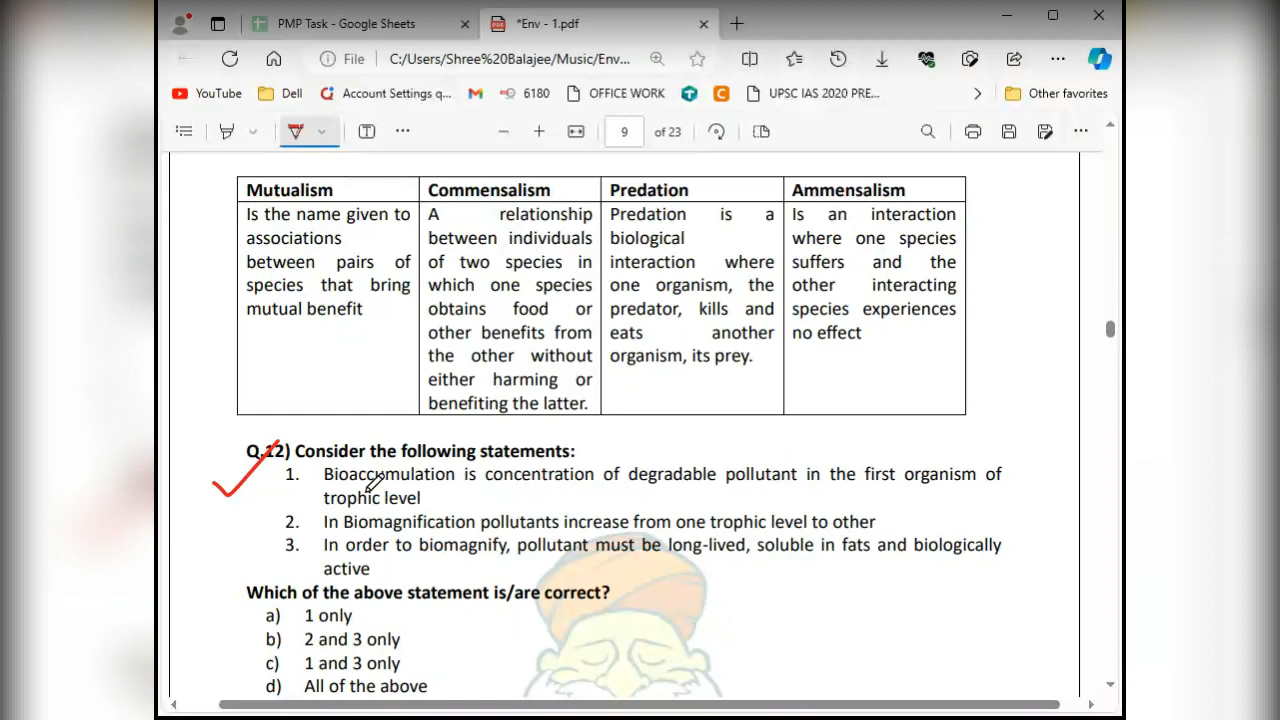 PMP Task - Google Sheets
*Env - 1.pdf
File
C:/Users/Shree%20Balajee/Music/Env...
YouTube
Dell
Account Settings q...
6180
OFFICE WORK
UPSC IAS 2020 PRE...
Other favorites
9 of 23
Mutualism
Commensalism
Predation
Ammensalism
Is the name given to
associations
between pairs of
species that bring
mutual benefit
A relationship
between individuals
of two species in
which one species
obtains food or
other benefits from
the other without
either harming or
benefiting the latter.
Predation is a
biological
interaction where
one organism, the
predator, kills and
eats another
organism, its prey.
Is an interaction
where one species
suffers and the
other interacting
species experiences
no effect
Q.12) Consider the following statements:
1. Bioaccumulation is concentration of degradable pollutant in the first organism of
trophic level
2. In Biomagnification pollutants increase from one trophic level to other
3. In order to biomagnify, pollutant must be long-lived, soluble in fats and biologically
active
Which of the above statement is/are correct?
a) 1 only
b) 2 and 3 only
c) 1 and 3 only
d) All of the above